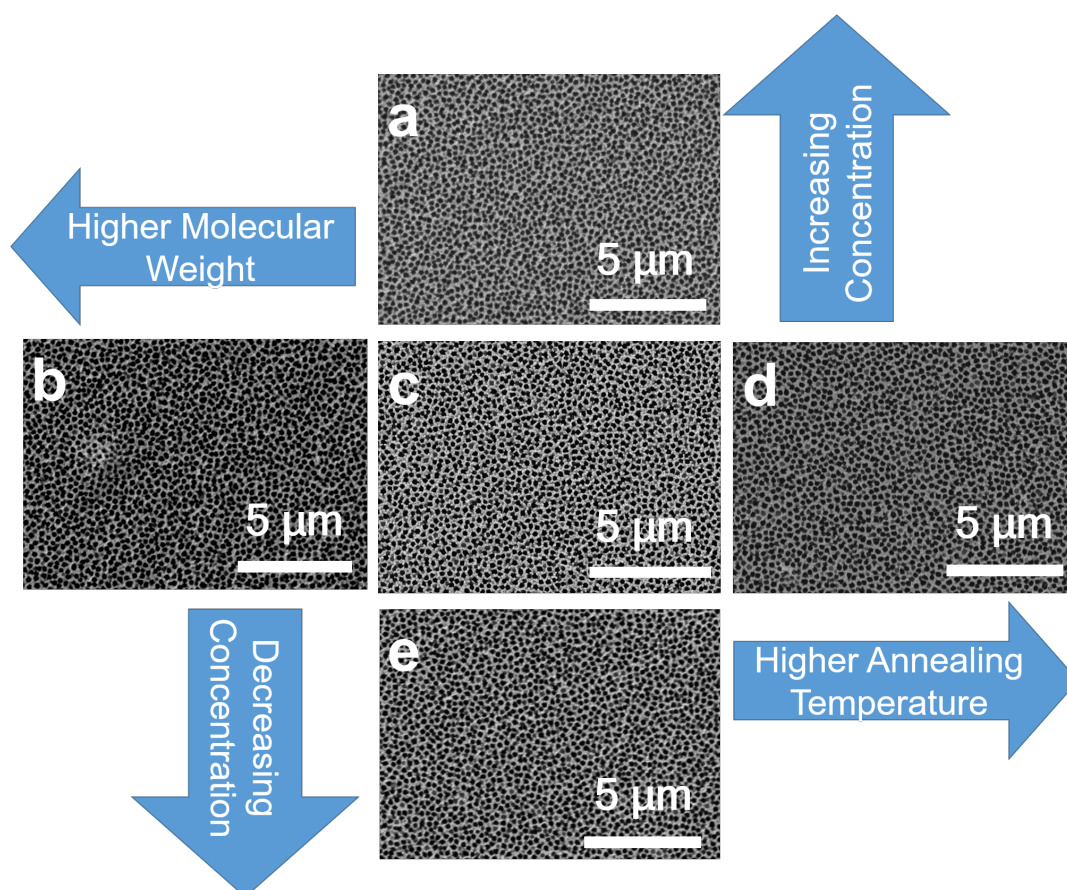 a
5 μm
Increasing
Concentration
Higher Molecular
Weight
b
5 μm
c
5 μm
d
5 μm
Decreasing
Concentration
e
5 μm
Higher Annealing
Temperature